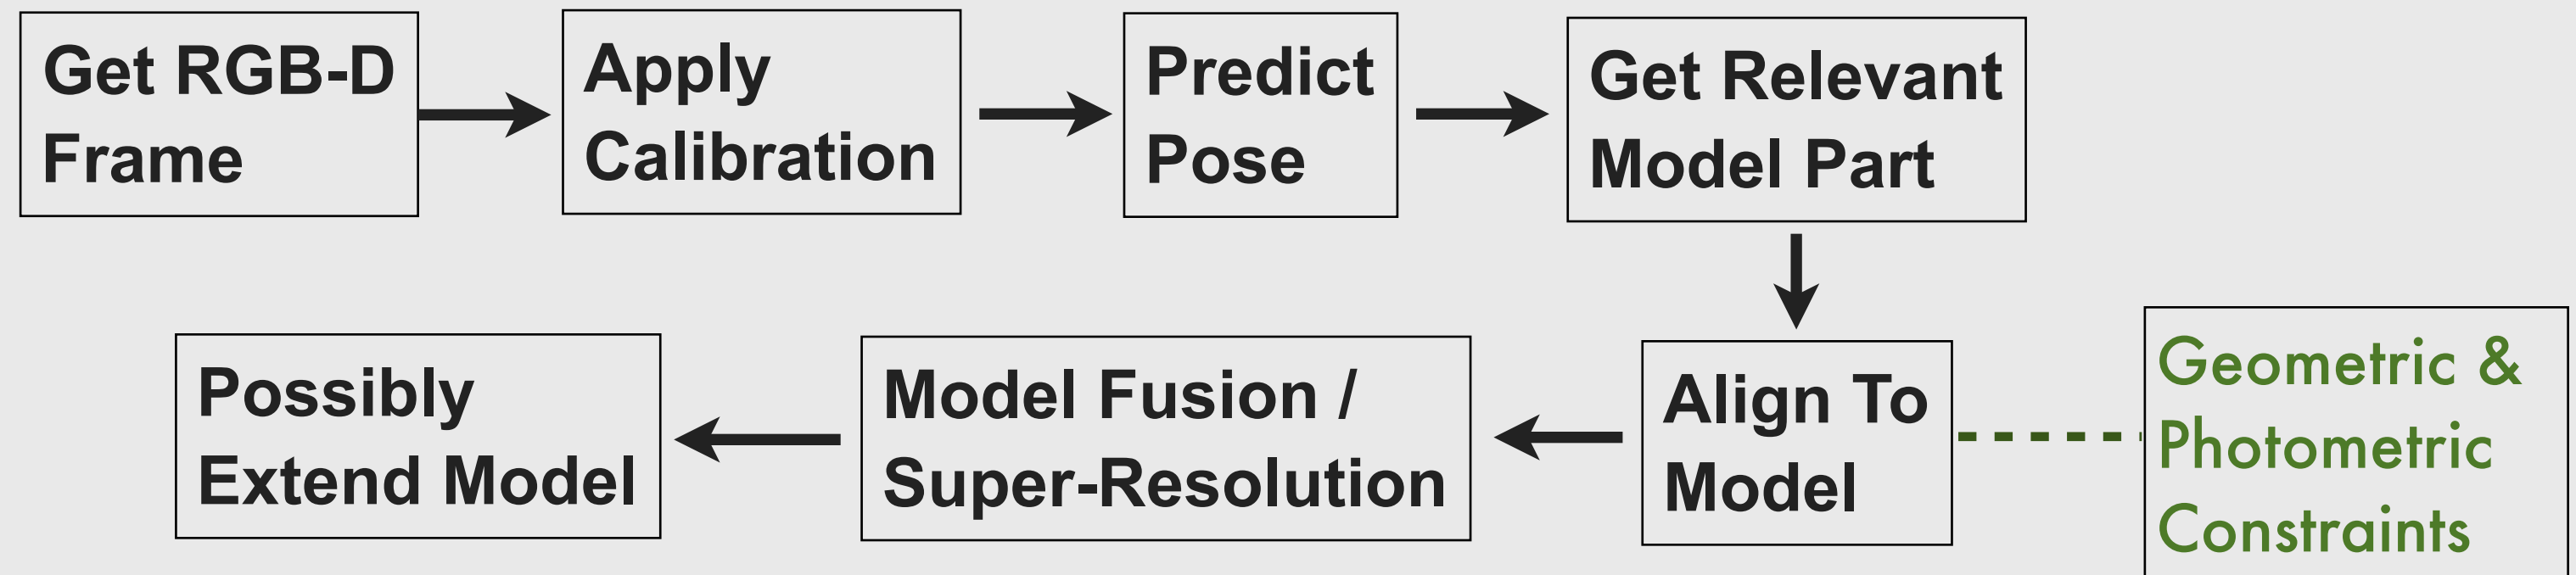 Get RGB-D
Frame
Apply
Calibration
Predict
Pose
Get Relevant
Model Part
Align To
Model
Geometric &
Photometric
Constraints
Model Fusion /
Super-Resolution
Possibly
Extend Model